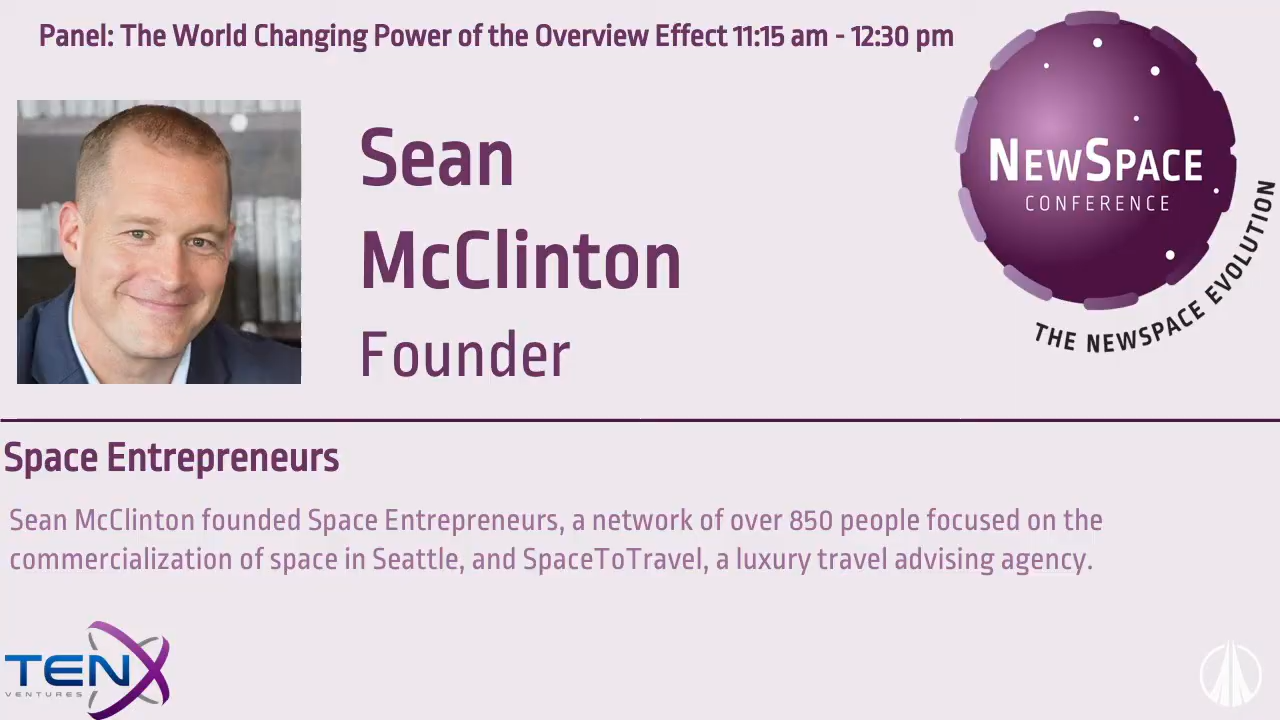 Panel: The World Changing Power of the Overview Effect 11:15 am - 12:30 pm
Sean
McClinton
Founder
NEWSPACE
CONFERENCE
THE NEWSPACE EVOLUTION
Space Entrepreneurs
Sean McClinton founded Space Entrepreneurs, a network of over 850 people focused on the
commercialization of space in Seattle, and SpaceToTravel, a luxury travel advising agency.
TENX
VENTURES